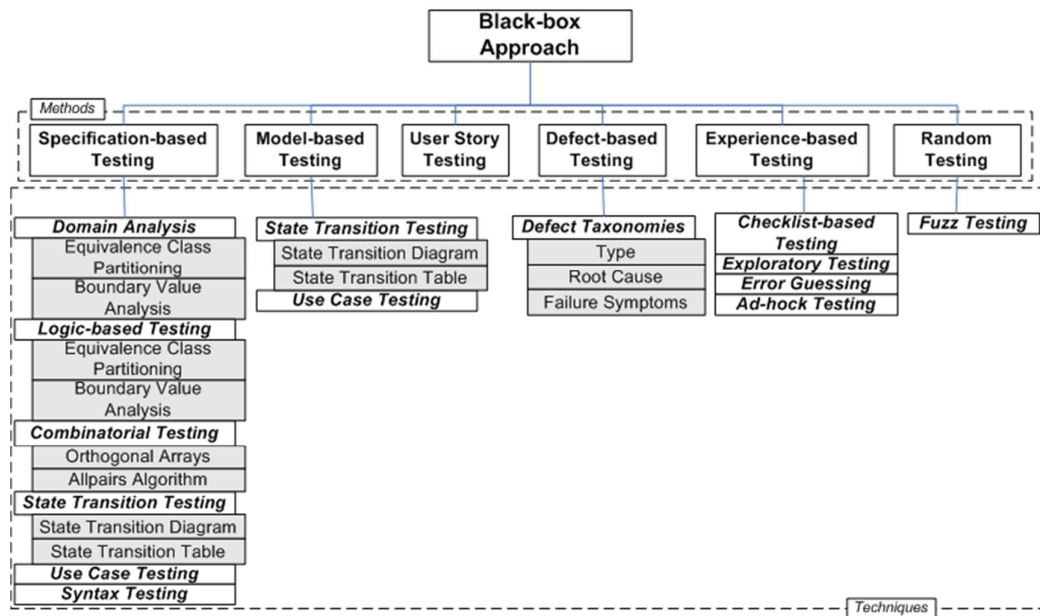 Black-box
Approach
Methods
Specification-based
Testing
Model-based
Testing
User Story
Testing
Defect-based
Testing
Experience-based
Testing
Random
Testing
Domain Analysis
Equivalence Class
Partitioning
Boundary Value
Analysis
Logic-based Testing
Equivalence Class
Partitioning
Boundary Value
Analysis
Combinatorial Testing
Orthogonal Arrays
Allpairs Algorithm
State Transition Testing
State Transition Diagram
State Transition Table
Use Case Testing
Syntax Testing
State Transition Testing
State Transition Diagram
State Transition Table
Use Case Testing
Defect Taxonomies
Type
Root Cause
Failure Symptoms
Checklist-based
Testing
Exploratory Testing
Error Guessing
Ad-hock Testing
Fuzz Testing
Techniques